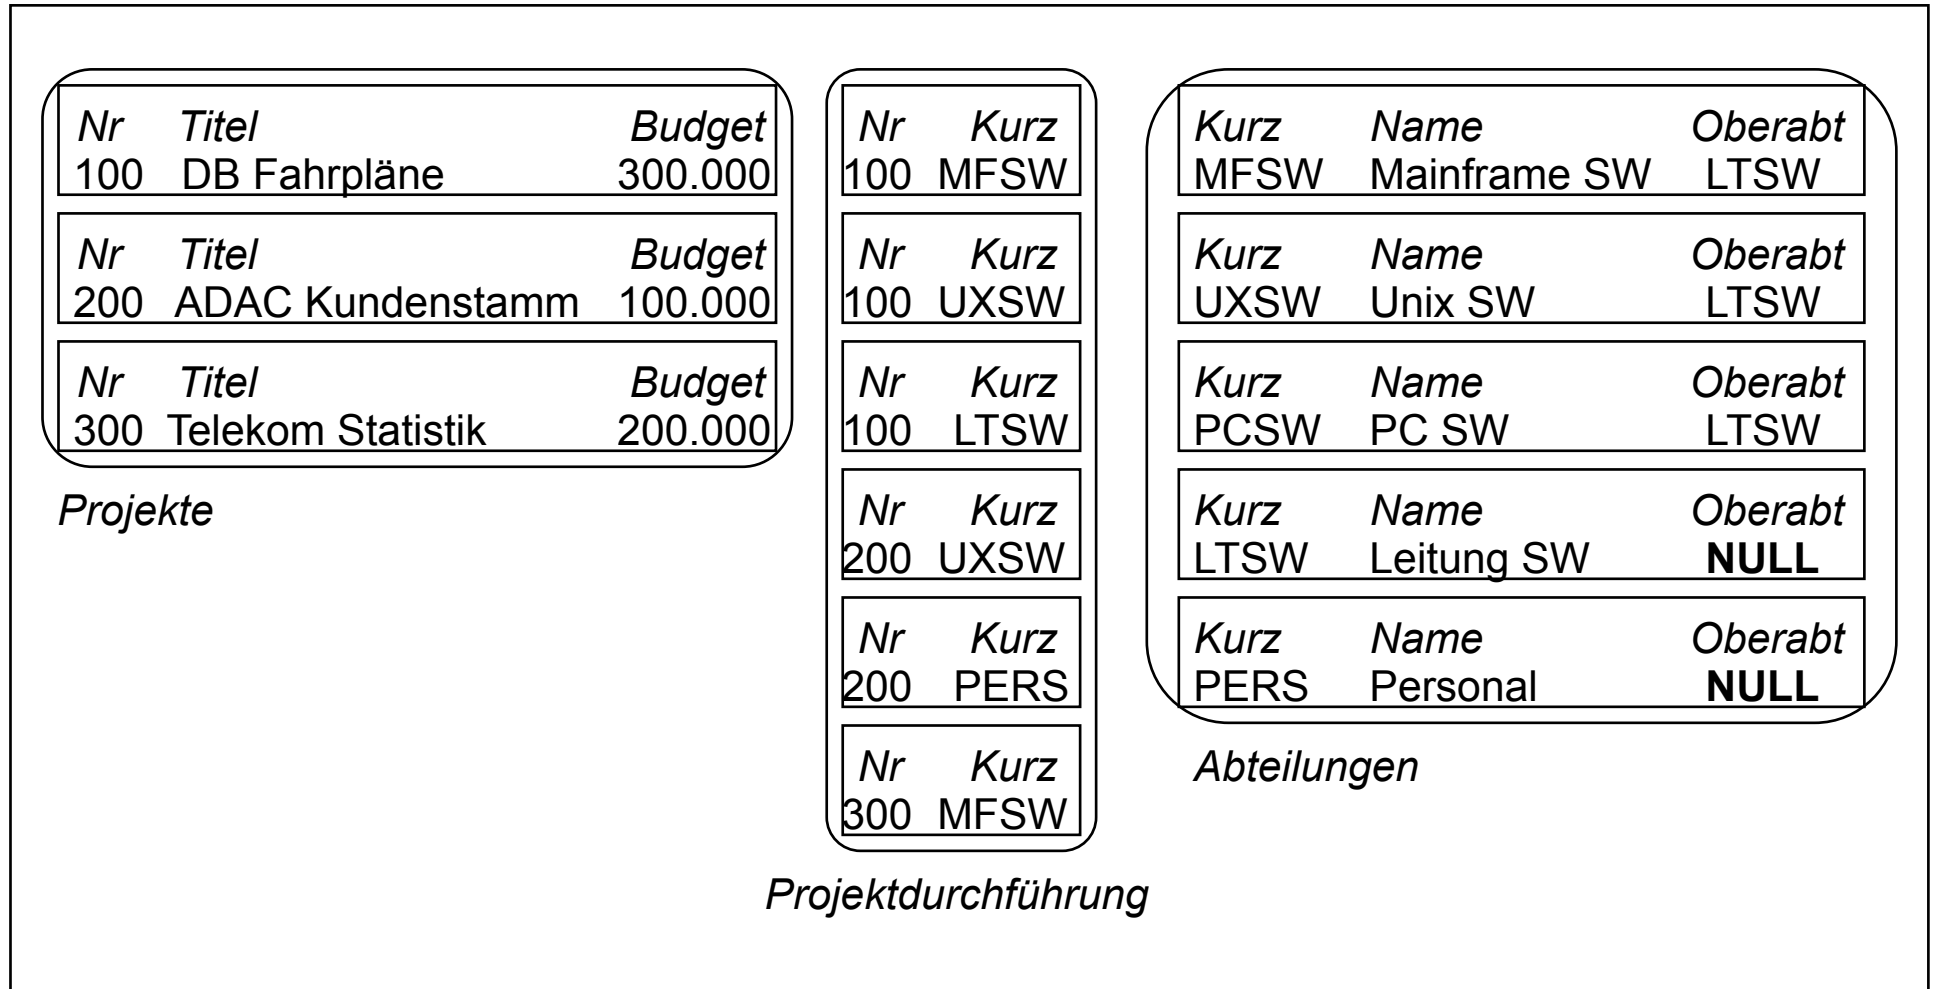 Nr Titel Budget
100 DB Fahrpläne 300.000
Nr Titel Budget
200 ADAC Kundenstamm 100.000
Nr Titel Budget
300 Telekom Statistik 200.000
Projekte
Nr Kurz
100 MFSW
Nr Kurz
100 UXSW
Nr Kurz
100 LTSW
Nr Kurz
200 UXSW
Nr Kurz
200 PERS
Nr Kurz
300 MFSW
Projektdurchführung
Kurz Name Oberabt
MFSW Mainframe SW LTSW
Kurz Name Oberabt
UXSW Unix SW LTSW
Kurz Name Oberabt
PCSW PC SW LTSW
Kurz Name Oberabt
LTSW Leitung SW NULL
Kurz Name Oberabt
PERS Personal NULL
Abteilungen